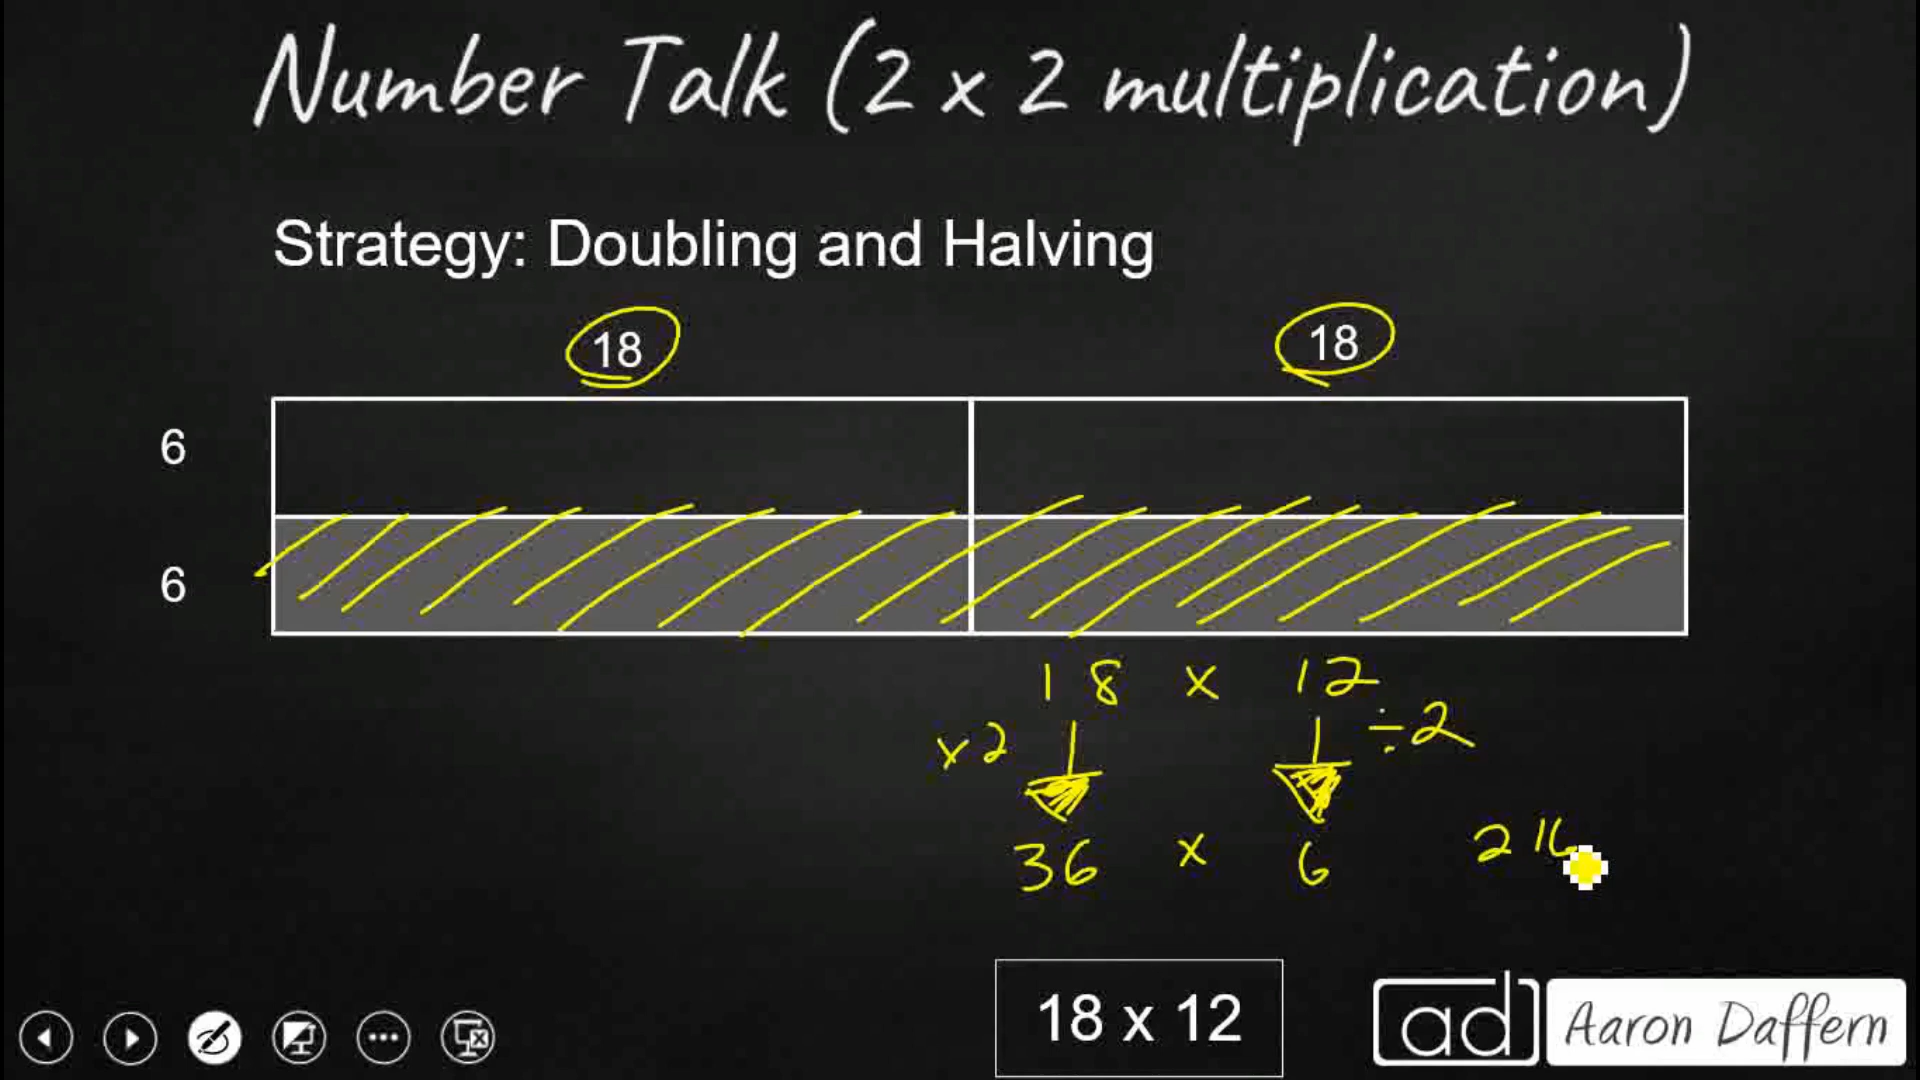 Number Talk (2 x 2 multiplication)
Strategy: Doubling and Halving
18 18
6
6
18 x 12
x2 ÷2
36 x 6 216
18 x 12
ad Aaron Daffern